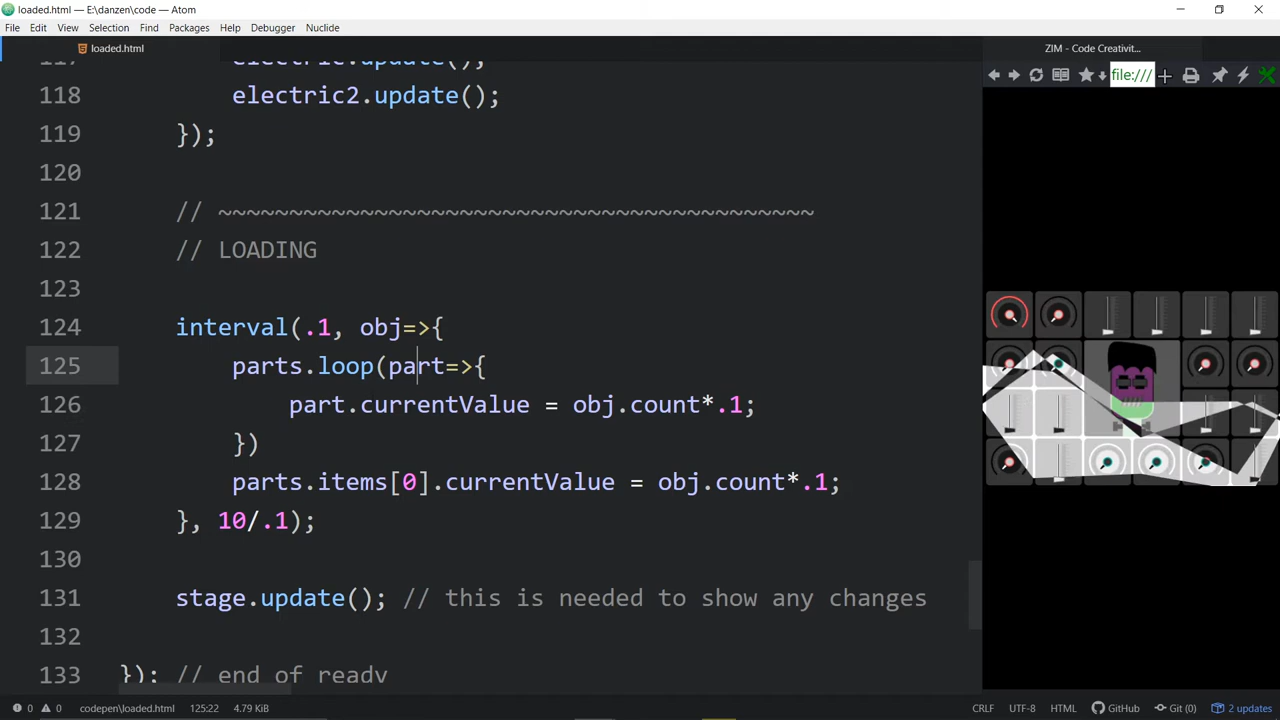 loaded.html — E:\danzen\code — Atom
File Edit View Selection Find Packages Help Debugger Nuclide
loaded.html
ZIM - Code Creativit...
file:///
117 electric.update();
118 electric2.update();
119 });
120
121 // ~~~~~~~~~~~~~~~~~~~~~~~~~~~~~~~~~~~~~~~~~~
122 // LOADING
123
124 interval(.1, obj=>{
125 parts.loop(part=>{
126 part.currentValue = obj.count*.1;
127 })
128 parts.items[0].currentValue = obj.count*.1;
129 }, 10/.1);
130
131 stage.update(); // this is needed to show any changes
132
133 }); // end of ready
0 0 codepen\loaded.html 125:22 4.79 KiB CRLF UTF-8 HTML GitHub Git (0) 2 updates